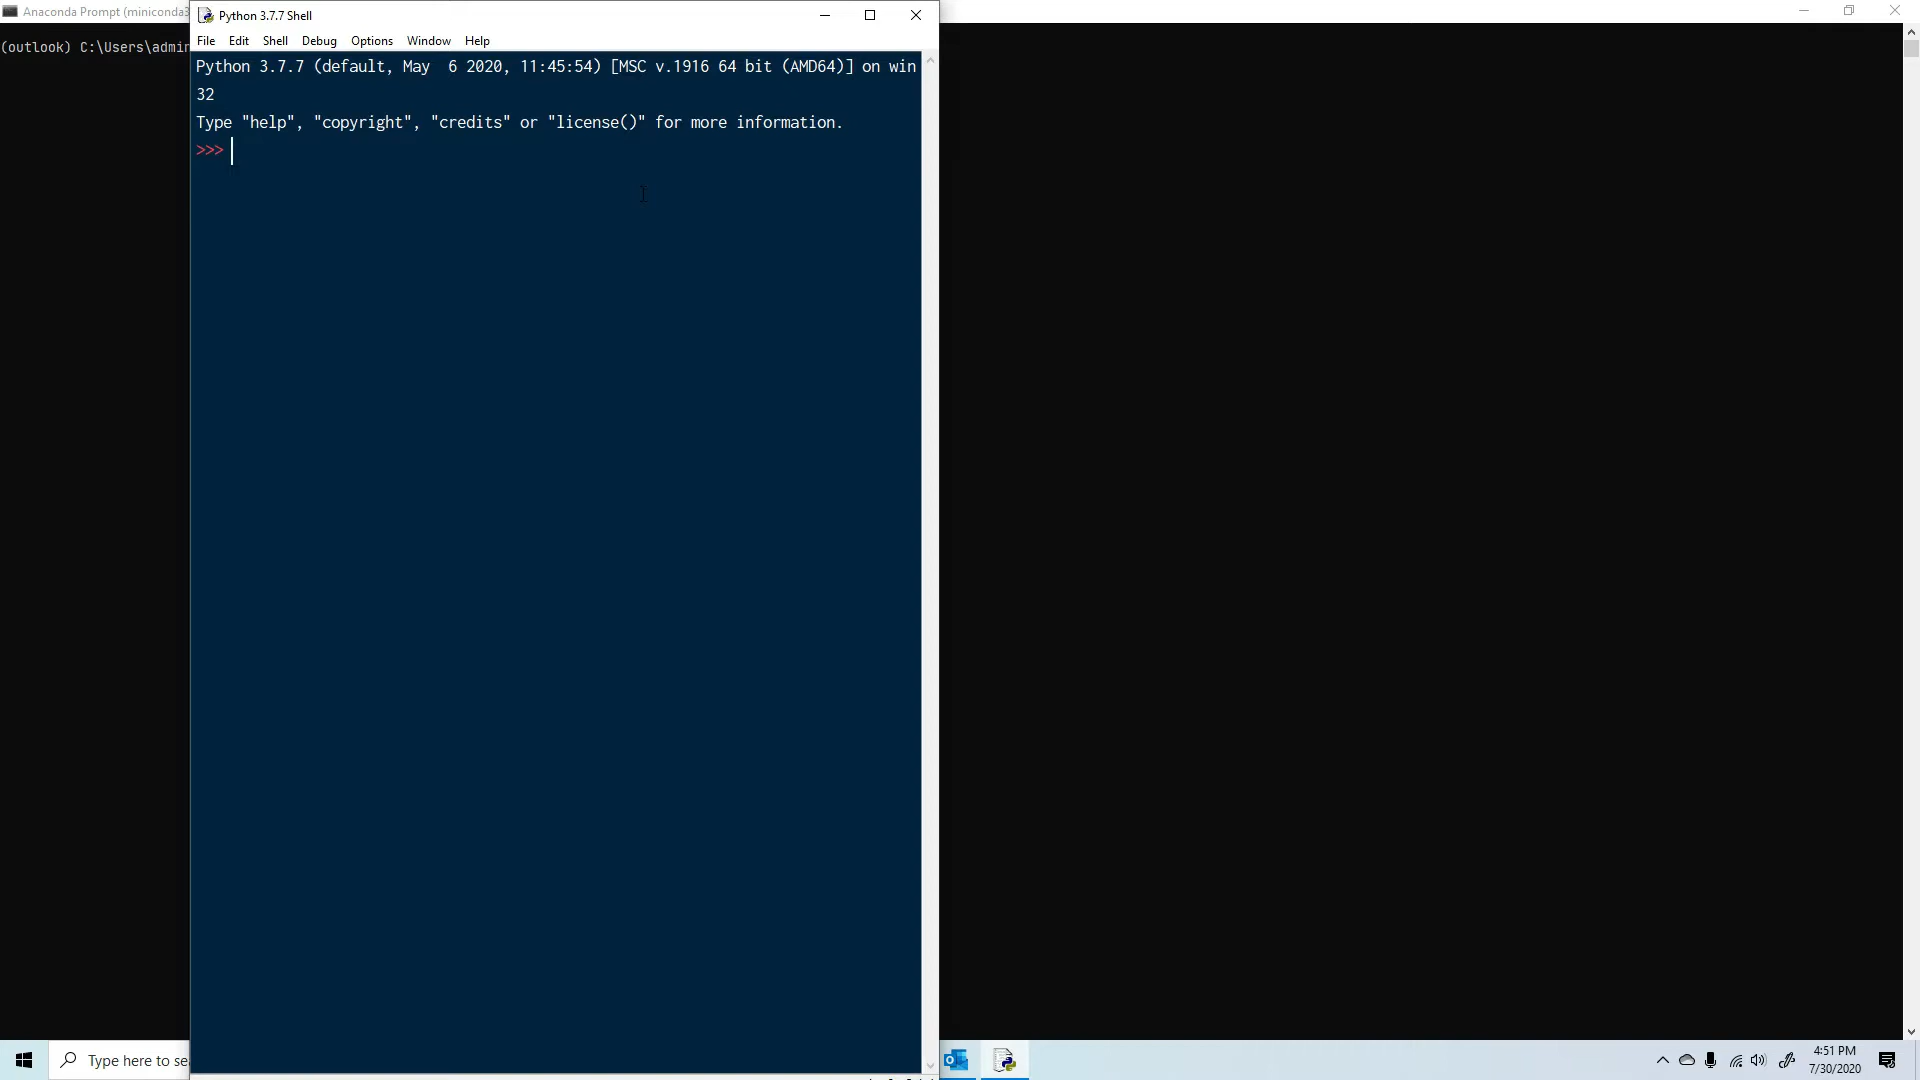 Anaconda Prompt (miniconda3
(outlook) C:\Users\admin
Python 3.7.7 Shell
File Edit Shell Debug Options Window Help
Python 3.7.7 (default, May  6 2020, 11:45:54) [MSC v.1916 64 bit (AMD64)] on win
32
Type "help", "copyright", "credits" or "license()" for more information.
>>>
Type here to se
4:51 PM
7/30/2020